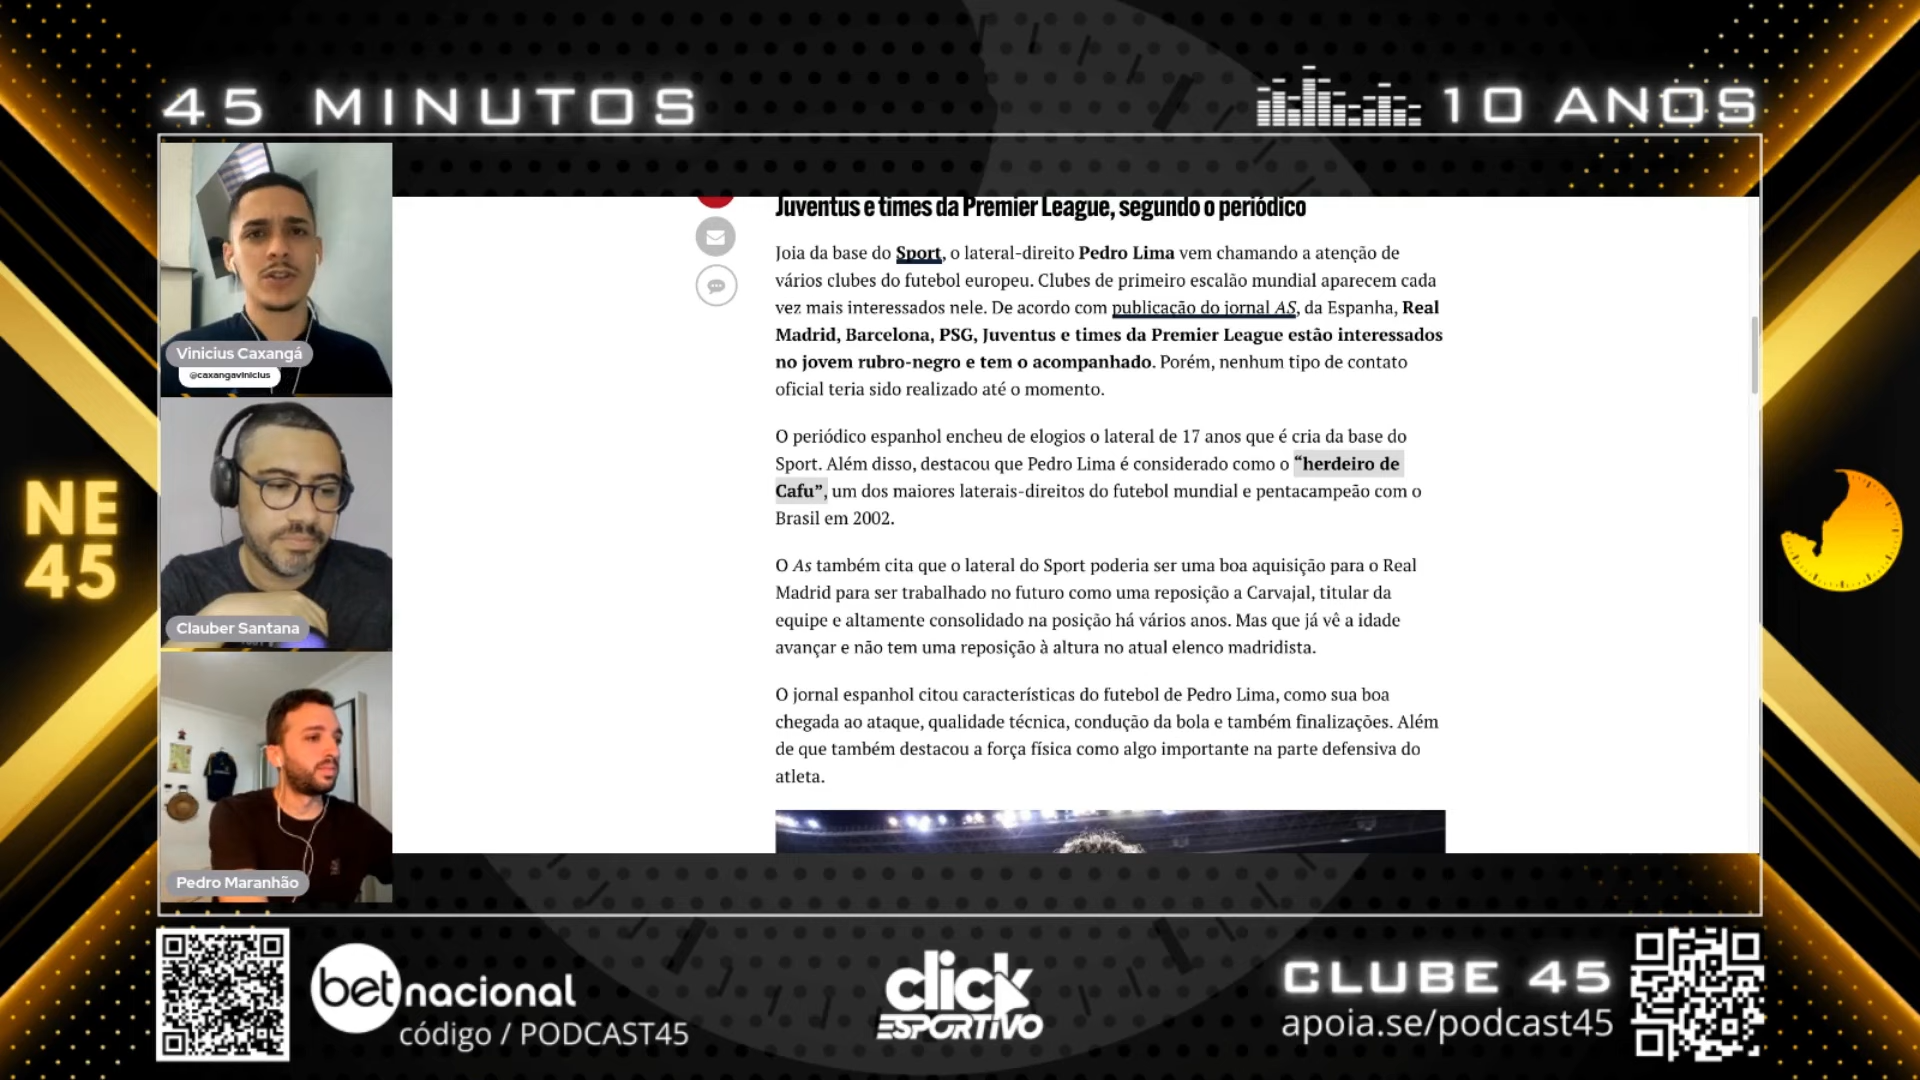 45 MINUTOS
10 ANOS
Vinicius Caxangá
@caxangavinicius
Clauber Santana
Pedro Maranhão
NE
45
Juventus e times da Premier League, segundo o periódico
Joia da base do Sport, o lateral-direito Pedro Lima vem chamando a atenção de
vários clubes do futebol europeu. Clubes de primeiro escalão mundial aparecem cada
vez mais interessados nele. De acordo com publicação do jornal AS, da Espanha, Real
Madrid, Barcelona, PSG, Juventus e times da Premier League estão interessados
no jovem rubro-negro e tem o acompanhado. Porém, nenhum tipo de contato
oficial teria sido realizado até o momento.
O periódico espanhol encheu de elogios o lateral de 17 anos que é cria da base do
Sport. Além disso, destacou que Pedro Lima é considerado como o “herdeiro de
Cafu”, um dos maiores laterais-direitos do futebol mundial e pentacampeão com o
Brasil em 2002.
O As também cita que o lateral do Sport poderia ser uma boa aquisição para o Real
Madrid para ser trabalhado no futuro como uma reposição a Carvajal, titular da
equipe e altamente consolidado na posição há vários anos. Mas que já vê a idade
avançar e não tem uma reposição à altura no atual elenco madridista.
O jornal espanhol citou características do futebol de Pedro Lima, como sua boa
chegada ao ataque, qualidade técnica, condução da bola e também finalizações. Além
de que também destacou a força física como algo importante na parte defensiva do
atleta.
betnacional
código / PODCAST45
click
ESPORTIVO
CLUBE 45
apoia.se/podcast45